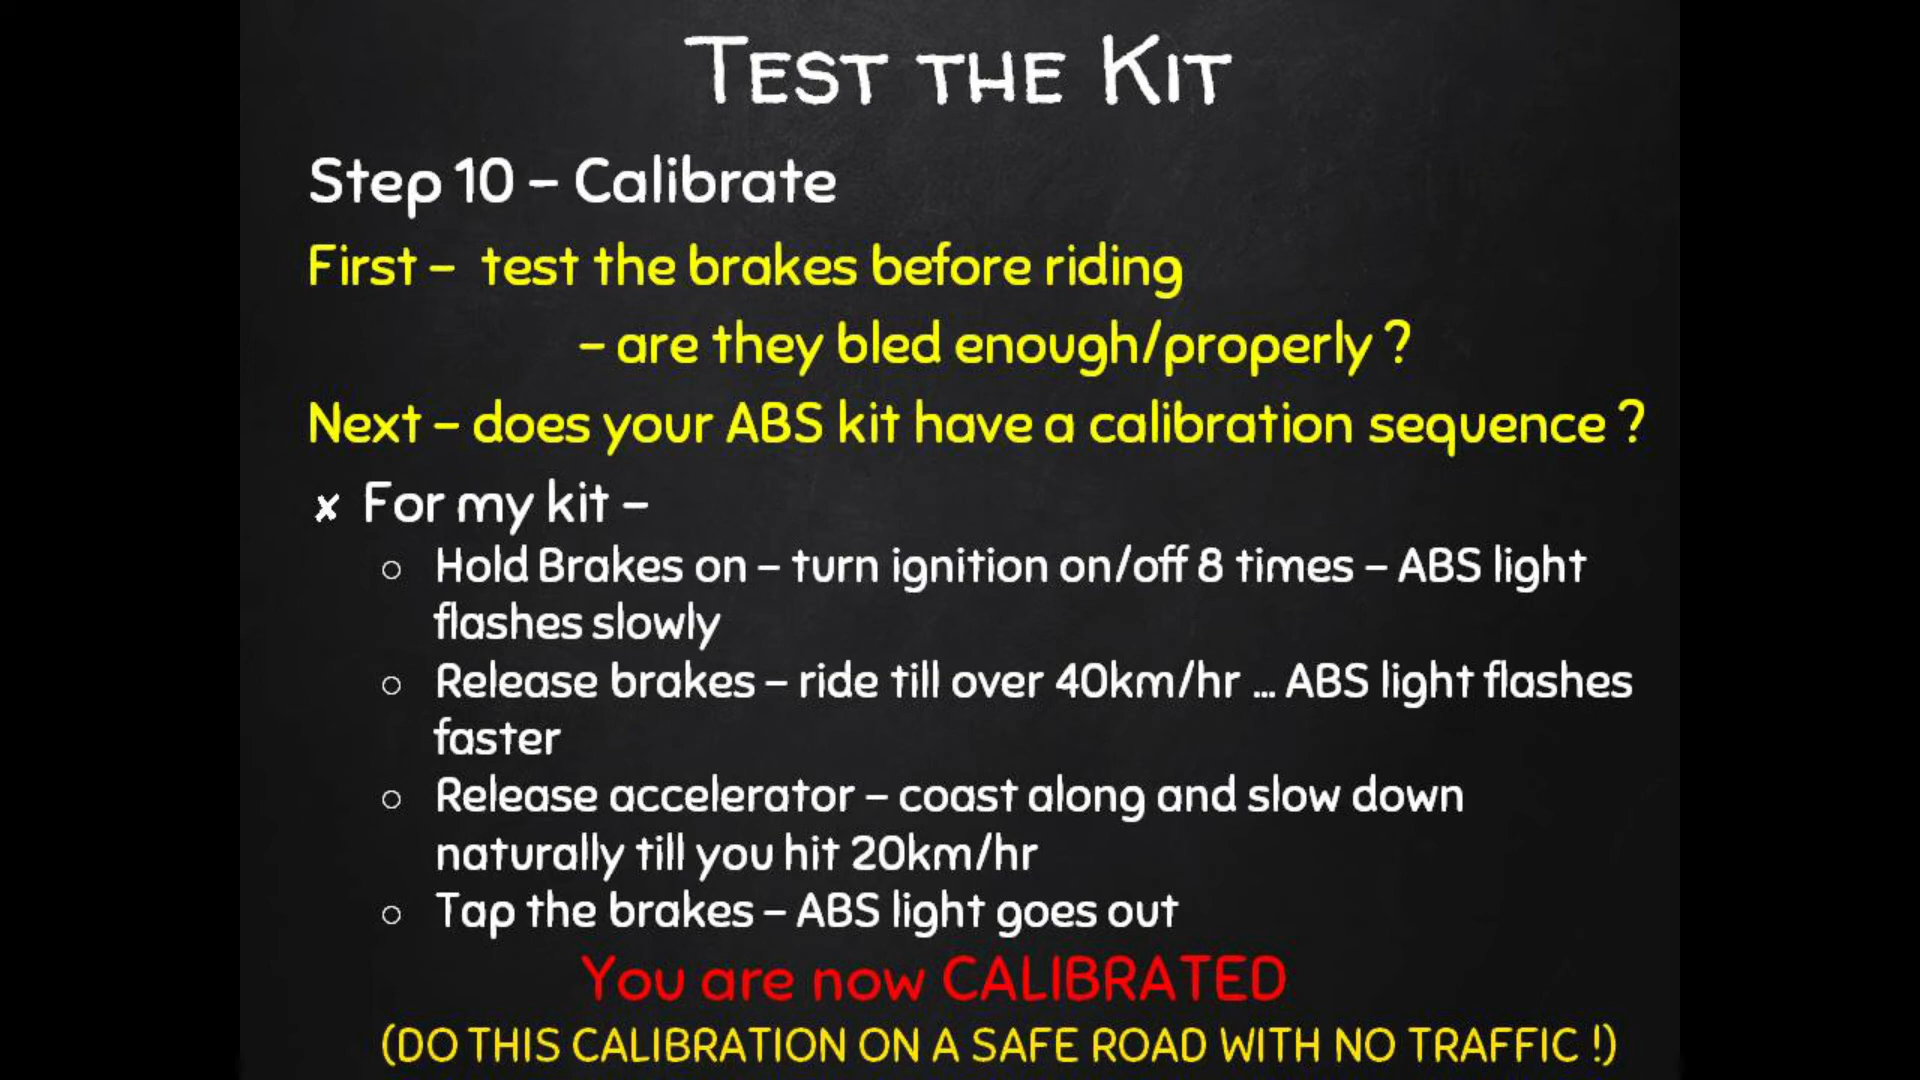 TEST THE KIT
Step 10 – Calibrate
First – test the brakes before riding
– are they bled enough/properly ?
Next – does your ABS kit have a calibration sequence ?
✘ For my kit –
○ Hold Brakes on – turn ignition on/off 8 times – ABS light
flashes slowly
○ Release brakes – ride till over 40km/hr ... ABS light flashes
faster
○ Release accelerator – coast along and slow down
naturally till you hit 20km/hr
○ Tap the brakes – ABS light goes out
You are now CALIBRATED
(DO THIS CALIBRATION ON A SAFE ROAD WITH NO TRAFFIC !)